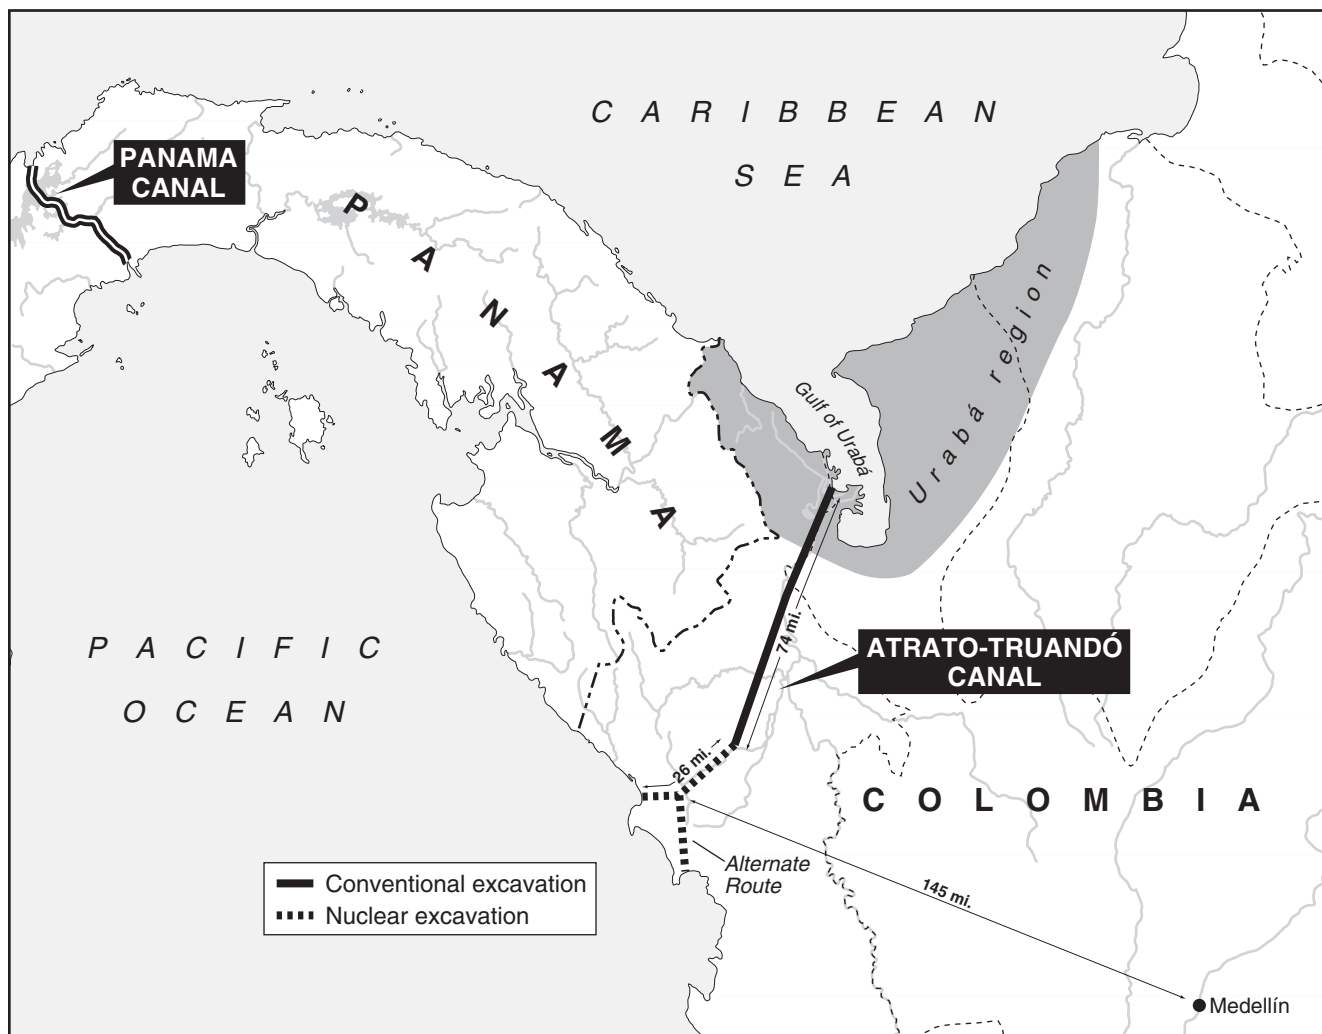 CARIBBEAN
SEA
PANAMA
CANAL
PANAMA
Urabá region
Gulf of Urabá
74 mi.
PACIFIC
OCEAN
ATRATO-TRUANDÓ
CANAL
26 mi.
COLOMBIA
Alternate
Route
145 mi.
Conventional excavation
Nuclear excavation
Medellín